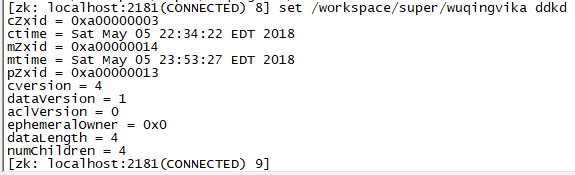 [zk: localhost:2181(CONNECTED) 8] set /workspace/super/wuqingvika ddkd
cZxid = 0xa00000003
ctime = Sat May 05 22:34:22 EDT 2018
mZxid = 0xa00000014
mtime = Sat May 05 23:53:27 EDT 2018
pZxid = 0xa00000013
cversion = 4
dataVersion = 1
aclVersion = 0
ephemeralOwner = 0x0
dataLength = 4
numChildren = 4
[zk: localhost:2181(CONNECTED) 9]